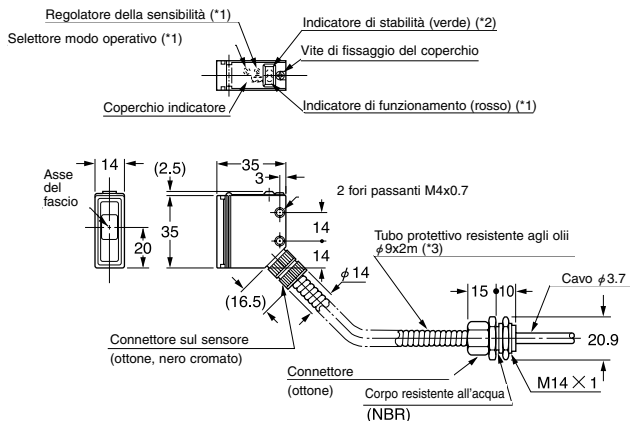 Regolatore della sensibilità (*1)
Indicatore di stabilità (verde) (*2)
Selettore modo operativo (*1)
Vite di fissaggio del coperchio
Coperchio indicatore
Indicatore di funzionamento (rosso) (*1)
14
(2.5)
35
3
Asse
del
fascio
2 fori passanti M4x0.7
35
20
14
14
Tubo protettivo resistente agli olii
φ9x2m (*3)
φ14
(16.5)
15
10
Cavo φ3.7
20.9
Connettore sul sensore
(ottone, nero cromato)
Connettore
(ottone)
Corpo resistente all'acqua
(NBR)
M14×1